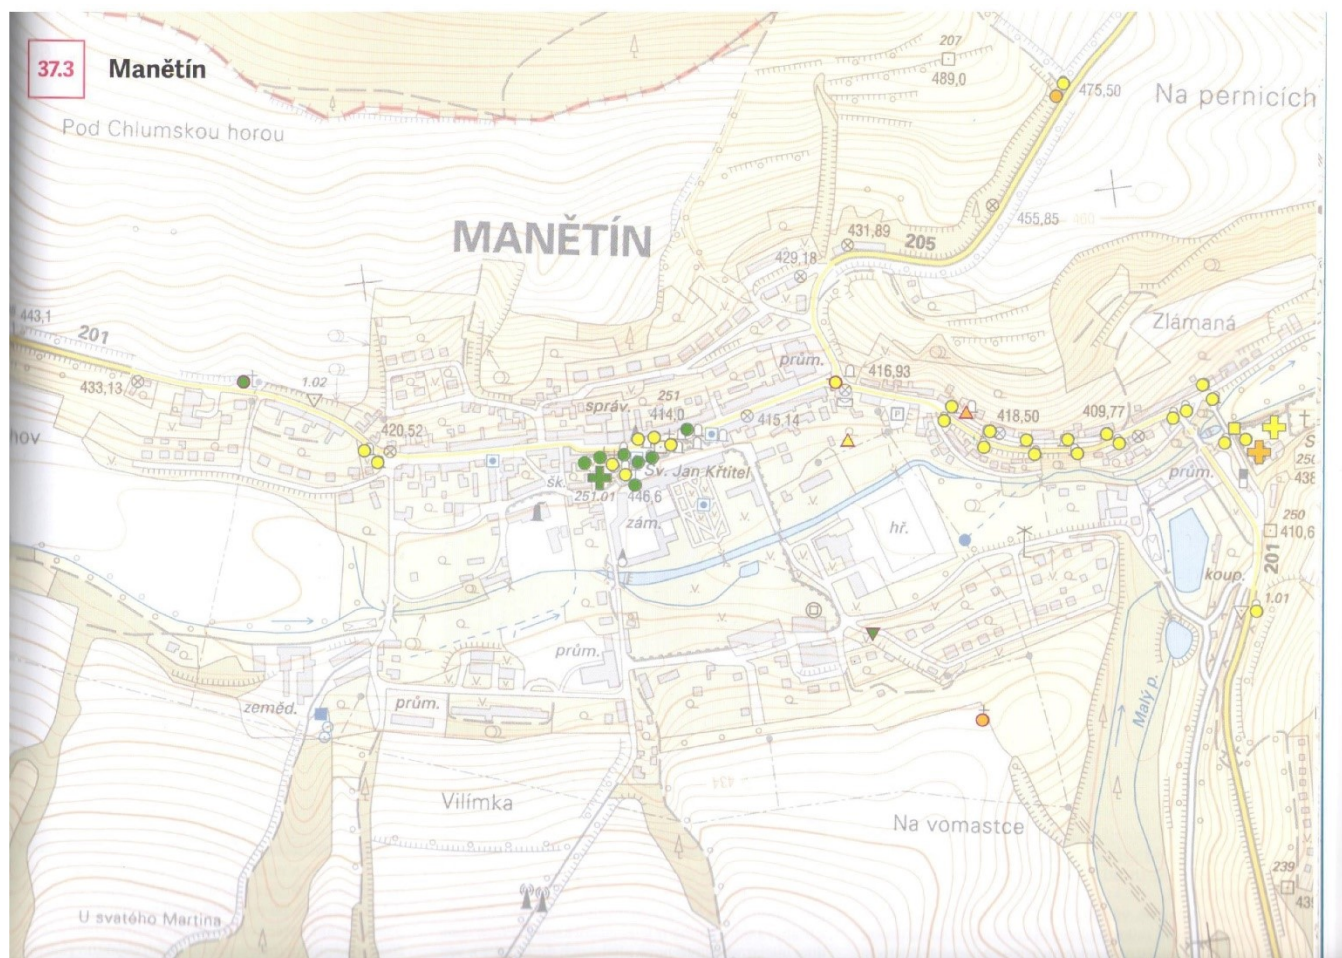 37.3 Manětín
207
489,0
475,50
Na pernicích
Pod Chlumskou horou
MANĚTÍN
455,85
460
431,89
205
429,18
443,1
201
Zlámaná
433,13
1.02
prům.
416,93
251
správ.
414,0
415,14
418,50
409,77
420,52
hov
P
Sv. Jan Křtitel
šk.
251.01
446,6
prům.
S
250
438
zám.
hř.
250
410,6
koup.
201
1.01
prům.
zeměd.
prům.
Malý p.
434
Vilímka
Na vomastce
239
439
U svatého Martina